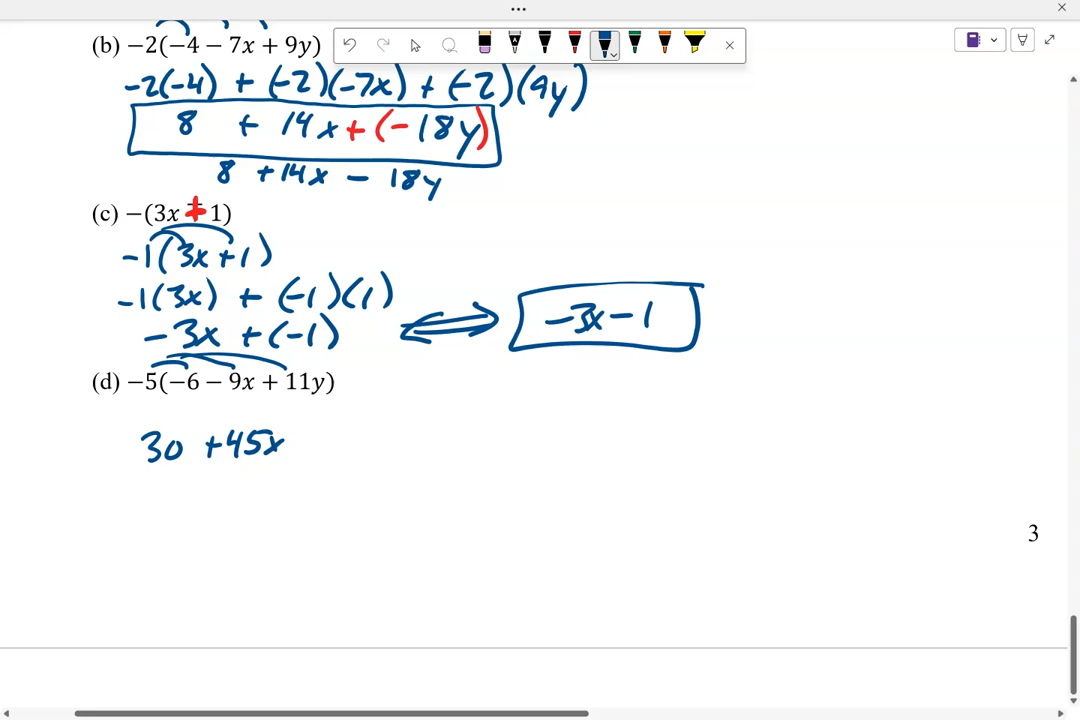 (b) −2(−4 − 7x + 9y)
-2(-4) + (-2)(-7x) + (-2)(9y)
8 + 14x + (- 18y)
8 + 14x - 18y
(c) −(3x + 1)
-1(3x+1)
-1(3x) + (-1)(1)
-3x + (-1) ⟺ -3x-1
(d) −5(−6 − 9x + 11y)
30 +45x
3